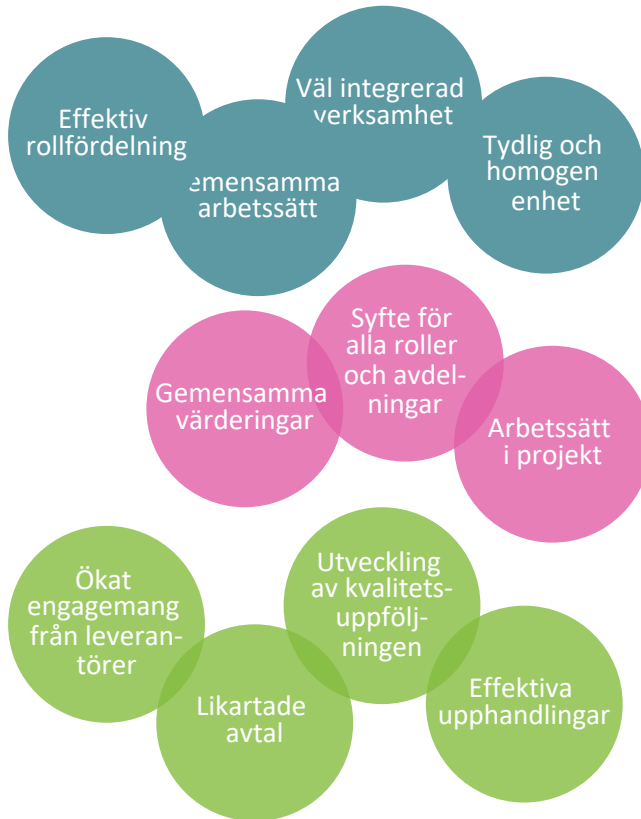 Effektiv
rollfördelning
emensamma
arbetssätt
Väl integrerad
verksamhet
Tydlig och
homogen
enhet
Gemensamma
värderingar
Syfte för
alla roller
och avdel-
ningar
Arbetssätt
i projekt
Ökat
engagemang
från leveran-
törer
Likartade
avtal
Utveckling
av kvalitets-
uppfölj-
ningen
Effektiva
upphandlingar